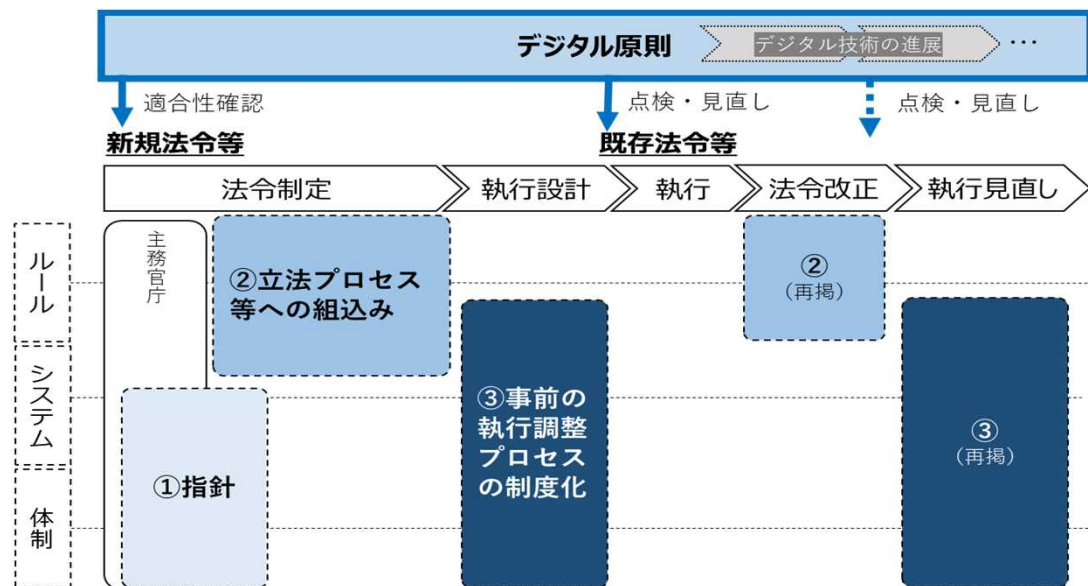 デジタル原則
デジタル技術の進展
…
適合性確認
点検・見直し
点検・見直し
新規法令等
既存法令等
法令制定
執行設計
執行
法令改正
執行見直し
ルール
システム
体制
主務官庁
②立法プロセス
等への組込み
①指針
③事前の
執行調整
プロセス
の制度化
②
（再掲）
③
（再掲）